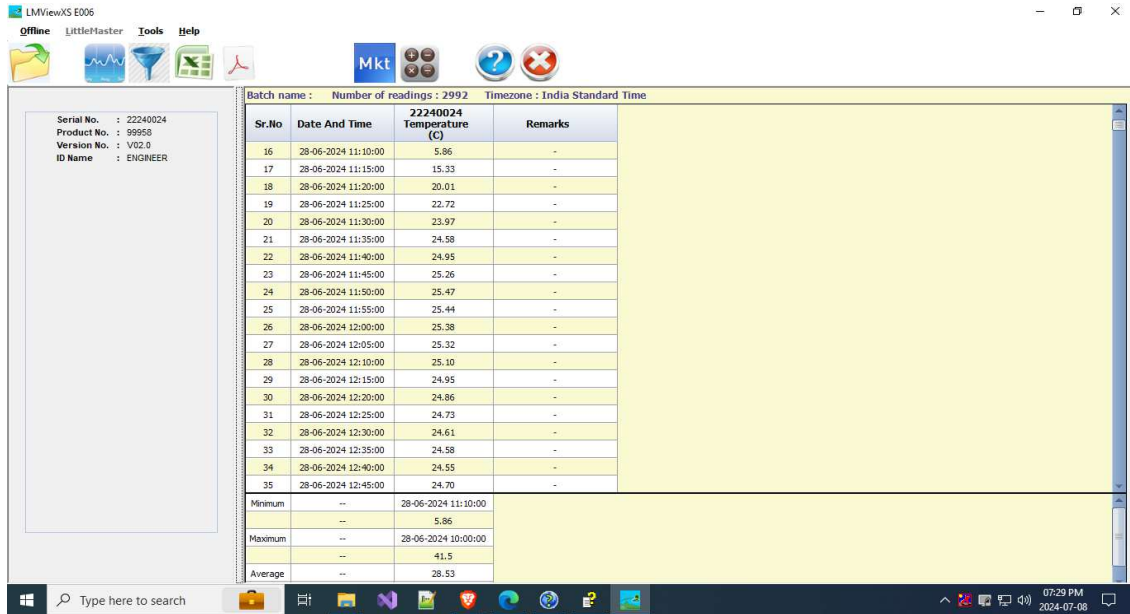 LMViewXS E006
Offline LittleMaster Tools Help
Mkt
Batch name : Number of readings : 2992 Timezone : India Standard Time
Serial No. : 22240024
Product No. : 99958
Version No. : V02.0
ID Name : ENGINEER
Sr.No Date And Time 22240024 Temperature (C) Remarks
16 28-06-2024 11:10:00 5.86 -
17 28-06-2024 11:15:00 15.33 -
18 28-06-2024 11:20:00 20.01 -
19 28-06-2024 11:25:00 22.72 -
20 28-06-2024 11:30:00 23.97 -
21 28-06-2024 11:35:00 24.58 -
22 28-06-2024 11:40:00 24.95 -
23 28-06-2024 11:45:00 25.26 -
24 28-06-2024 11:50:00 25.47 -
25 28-06-2024 11:55:00 25.44 -
26 28-06-2024 12:00:00 25.38 -
27 28-06-2024 12:05:00 25.32 -
28 28-06-2024 12:10:00 25.10 -
29 28-06-2024 12:15:00 24.95 -
30 28-06-2024 12:20:00 24.86 -
31 28-06-2024 12:25:00 24.73 -
32 28-06-2024 12:30:00 24.61 -
33 28-06-2024 12:35:00 24.58 -
34 28-06-2024 12:40:00 24.55 -
35 28-06-2024 12:45:00 24.70 -
Minimum -- 28-06-2024 11:10:00
-- 5.86
Maximum -- 28-06-2024 10:00:00
-- 41.5
Average -- 28.53
Type here to search
07:29 PM
2024-07-08